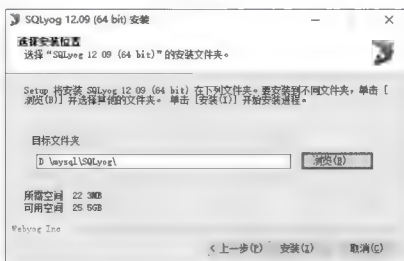 SQLyog 12.09 (64 bit) 安装
选择安装位置
选择“SQLyog 12 09 (64 bit)”的安装文件夹。
Setup 将安装 SQLyog 12 09 (64 bit) 在下列文件夹。要安装到不同文件夹，单击 [
浏览(B)] 并选择其他的文件夹。 单击 [安装(I)] 开始安装进程。
目标文件夹
D \mysql\SQLyog\
浏览(B)
所需空间 22 3MB
可用空间 25 5GB
Webyog Inc
< 上一步(P) 安装(I) 取消(C)